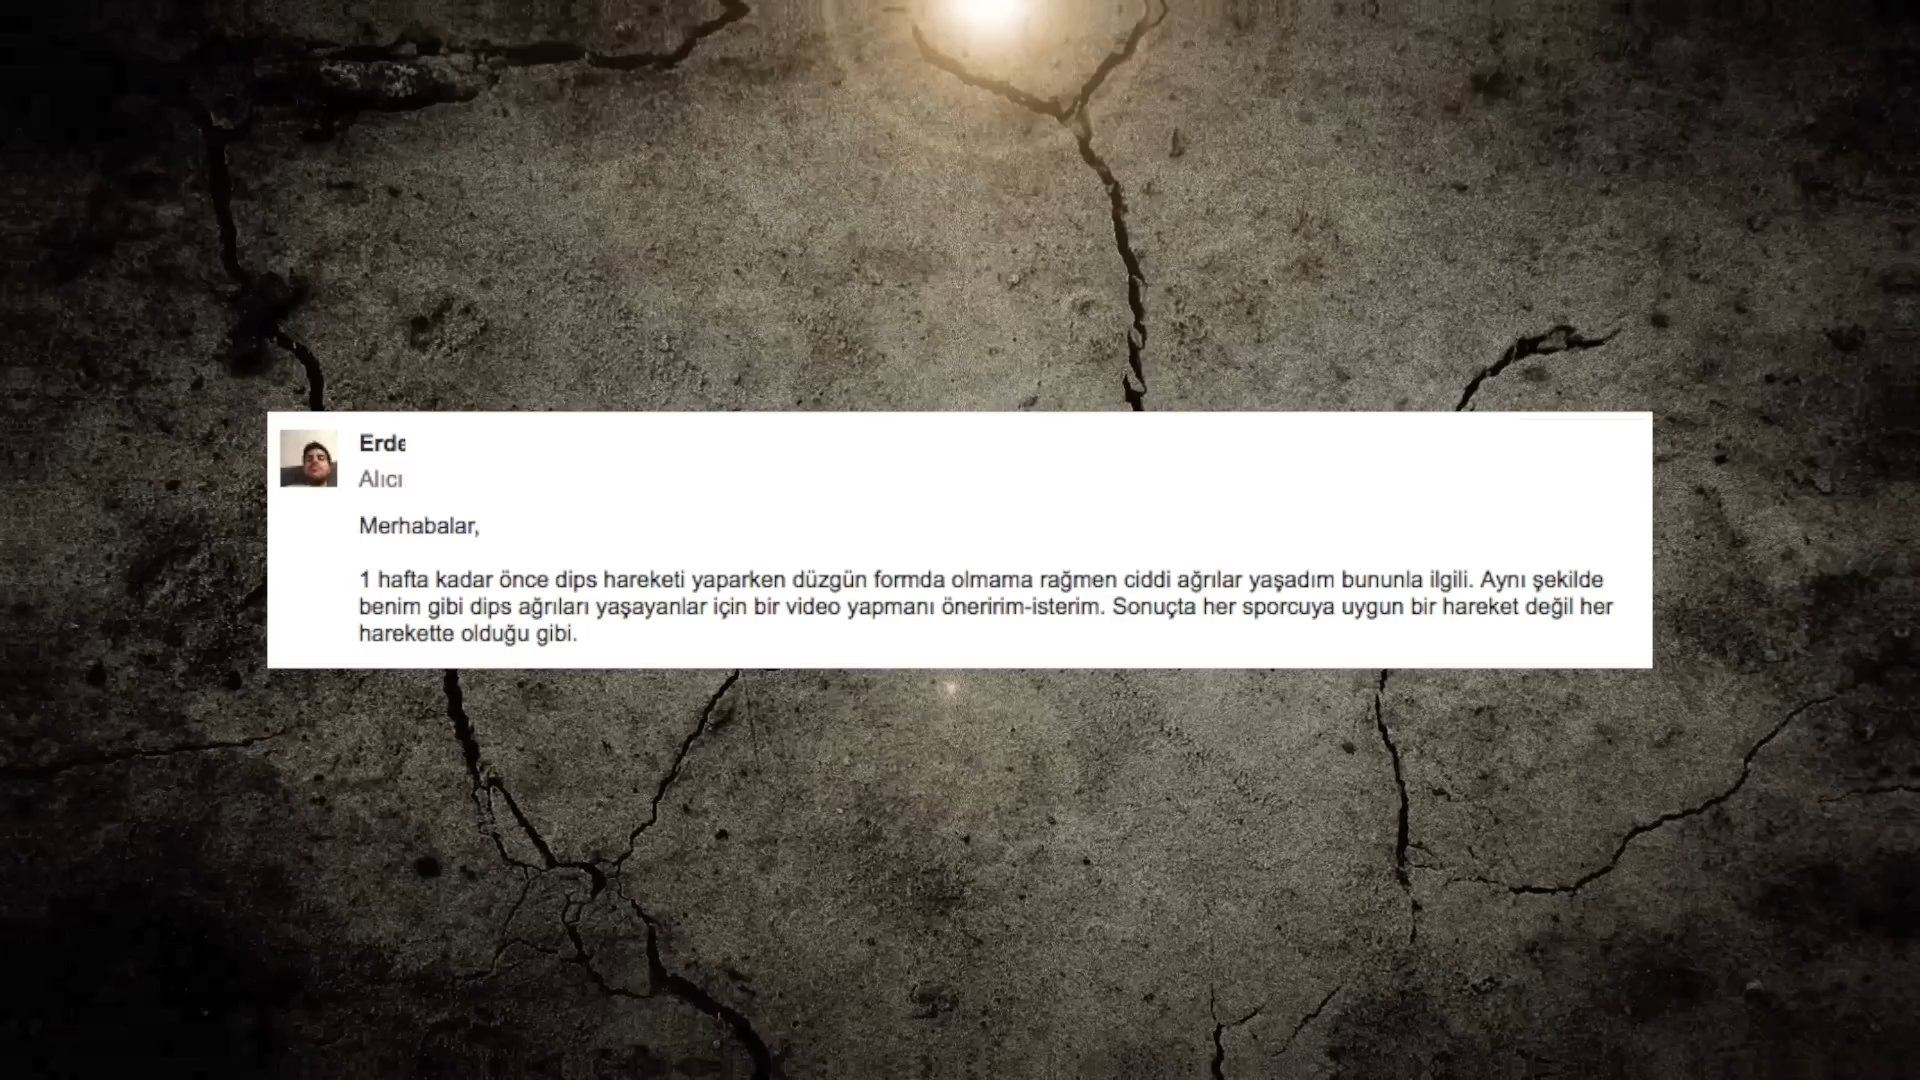 Erde
Alıcı
Merhabalar,
1 hafta kadar önce dips hareketi yaparken düzgün formda olmama rağmen ciddi ağrılar yaşadım bununla ilgili. Aynı şekilde
benim gibi dips ağrıları yaşayanlar için bir video yapmanı öneririm-isterim. Sonuçta her sporcuya uygun bir hareket değil her
harekette olduğu gibi.